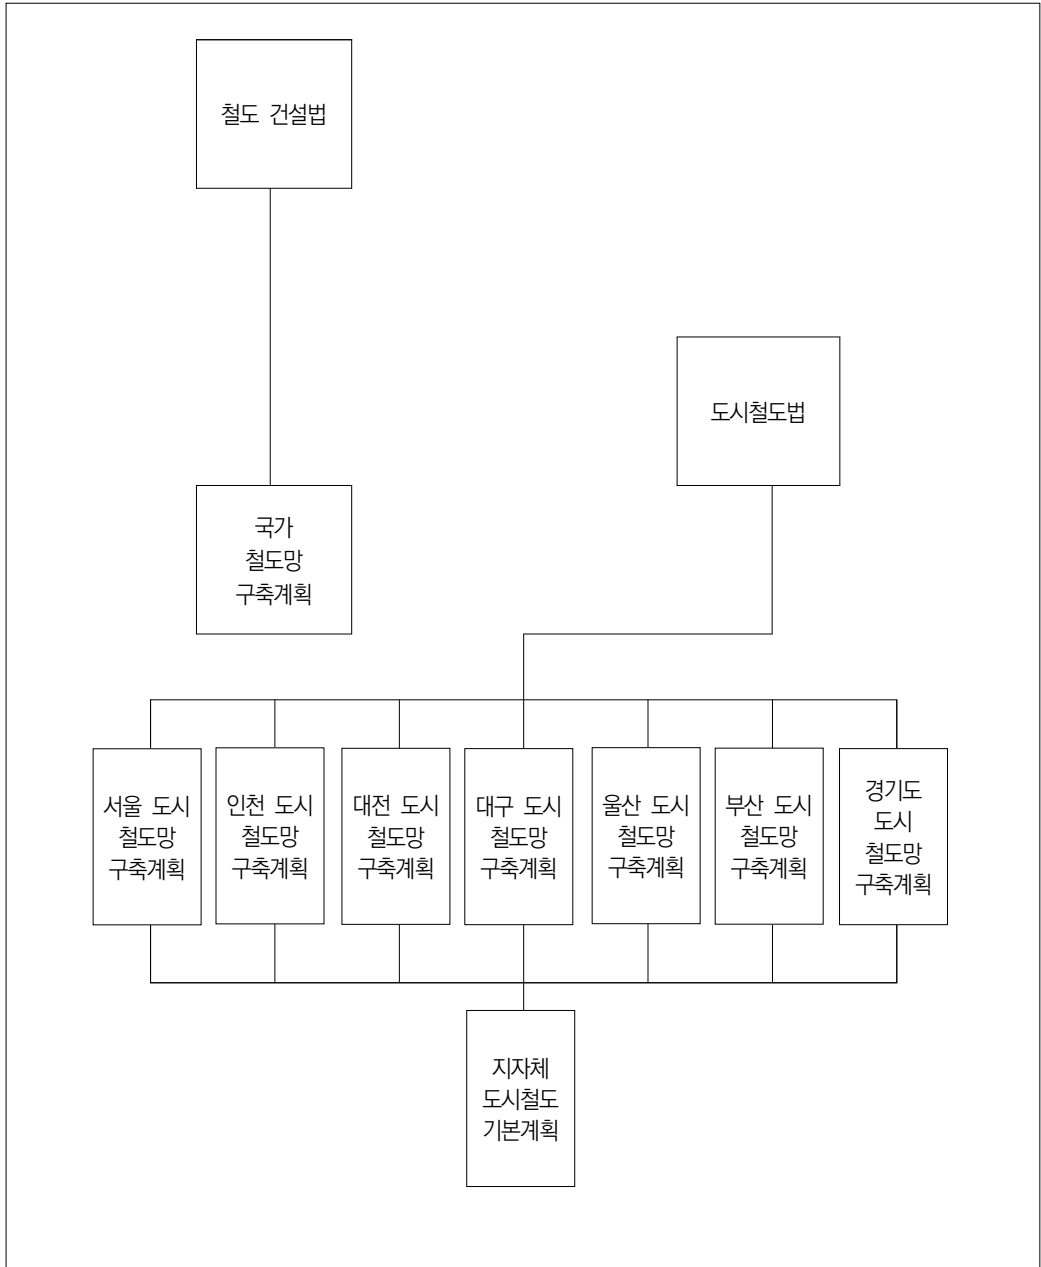 철도 건설법
도시철도법
국가
철도망
구축계획
서울 도시
철도망
구축계획
인천 도시
철도망
구축계획
대전 도시
철도망
구축계획
대구 도시
철도망
구축계획
울산 도시
철도망
구축계획
부산 도시
철도망
구축계획
경기도
도시
철도망
구축계획
지자체
도시철도
기본계획